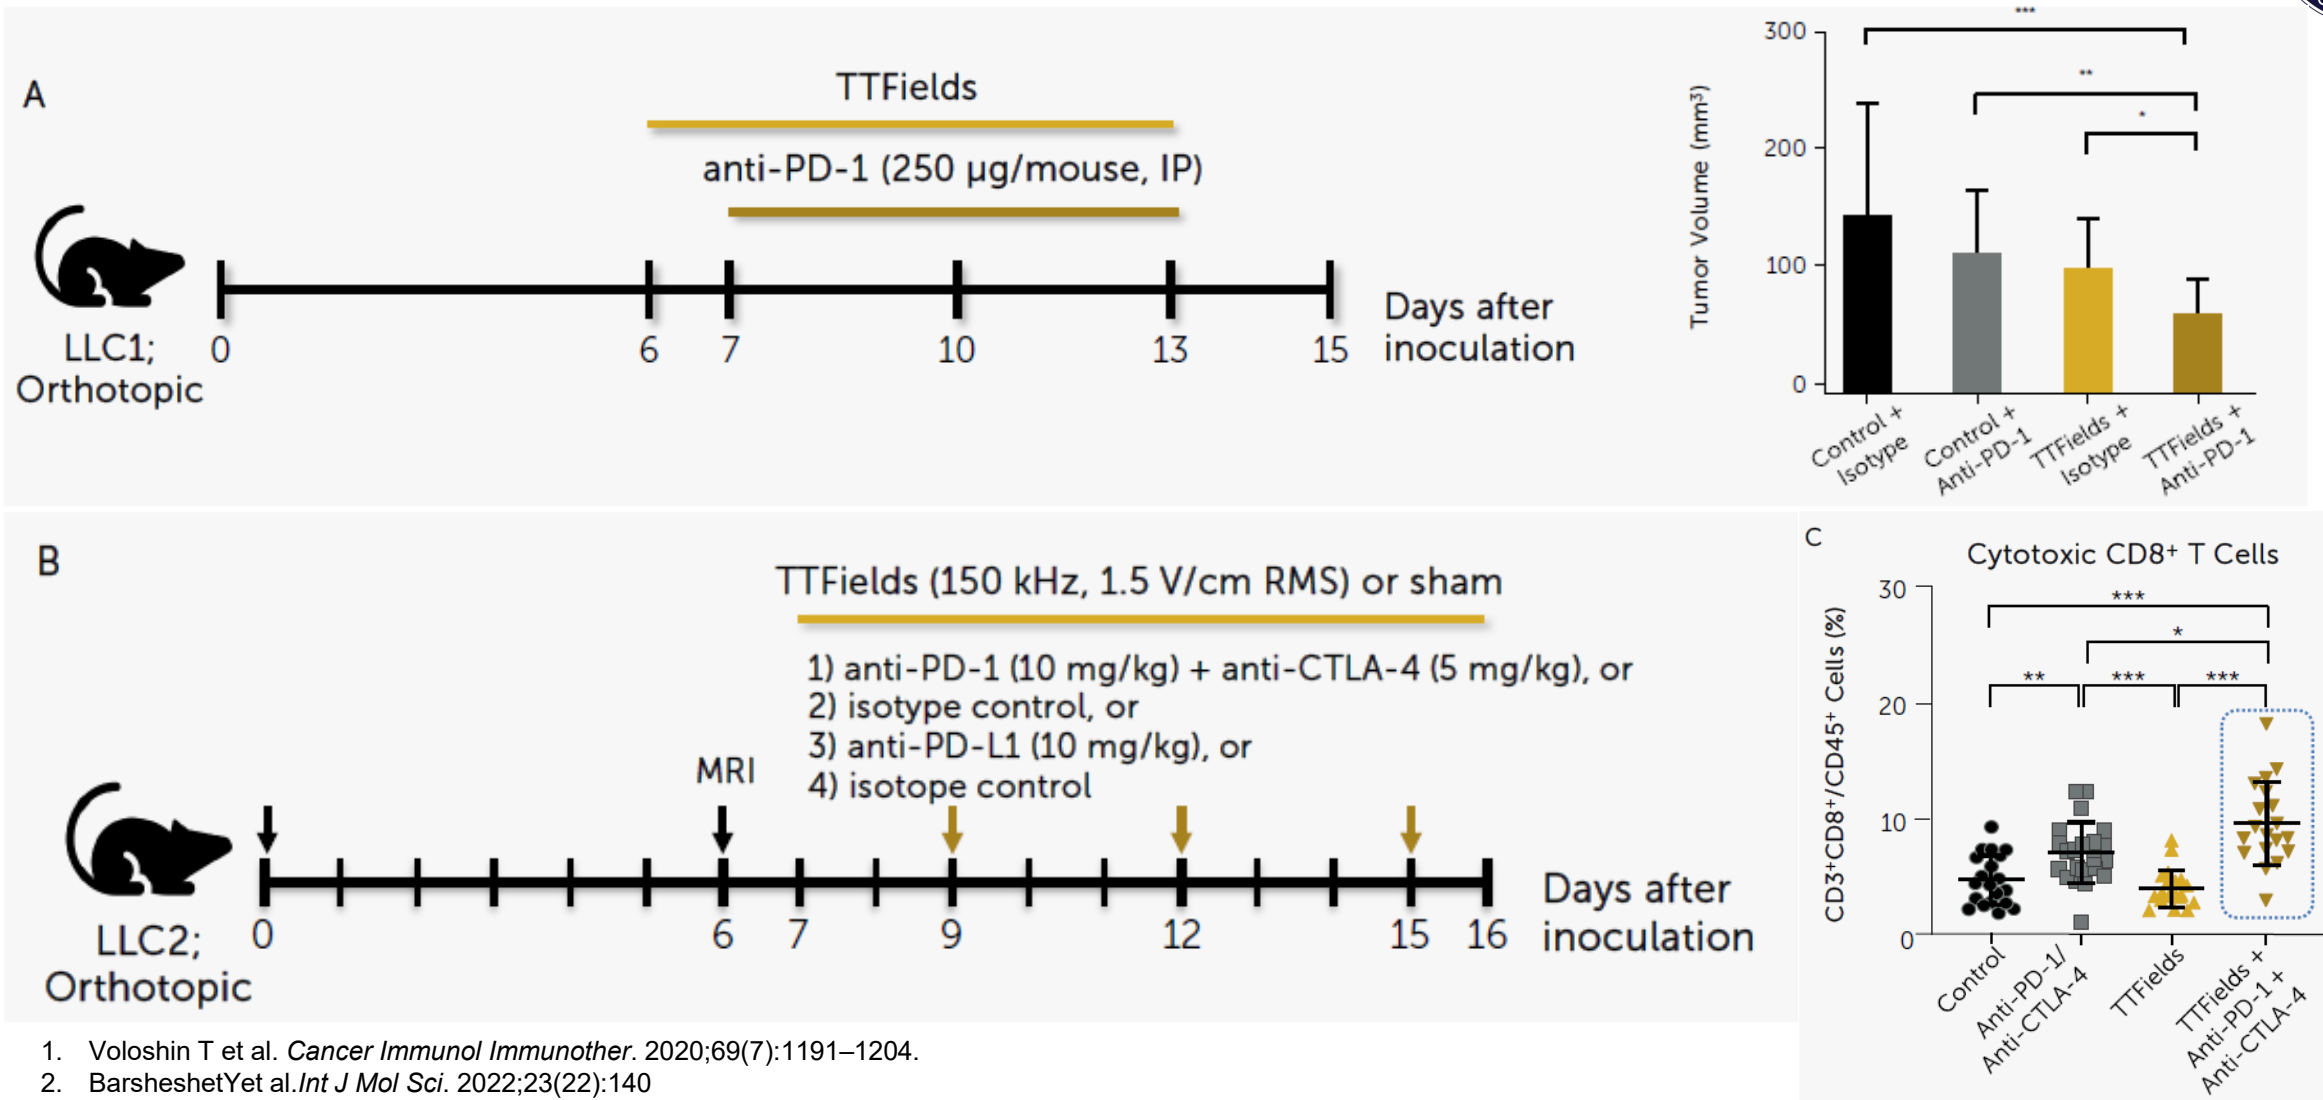 A
TTFields
anti-PD-1 (250 µg/mouse, IP)
LLC1;
Orthotopic
0
6
7
10
13
15
Days after
inoculation
***
**
*
Tumor Volume (mm³)
300
200
100
0
Control +
Isotype
Control +
Anti-PD-1
TTFields +
Isotype
TTFields +
Anti-PD-1
B
TTFields (150 kHz, 1.5 V/cm RMS) or sham
1) anti-PD-1 (10 mg/kg) + anti-CTLA-4 (5 mg/kg), or
2) isotype control, or
3) anti-PD-L1 (10 mg/kg), or
4) isotope control
MRI
LLC2;
Orthotopic
0
6
7
9
12
15
16
Days after
inoculation
C
Cytotoxic CD8⁺ T Cells
CD3⁺CD8⁺/CD45⁺ Cells (%)
30
20
10
0
***
*
**
***
***
Control
Anti-PD-1/
Anti-CTLA-4
TTFields
TTFields +
Anti-PD-1 +
Anti-CTLA-4
1. Voloshin T et al. Cancer Immunol Immunother. 2020;69(7):1191–1204.
2. BarsheshetYet al.Int J Mol Sci. 2022;23(22):140